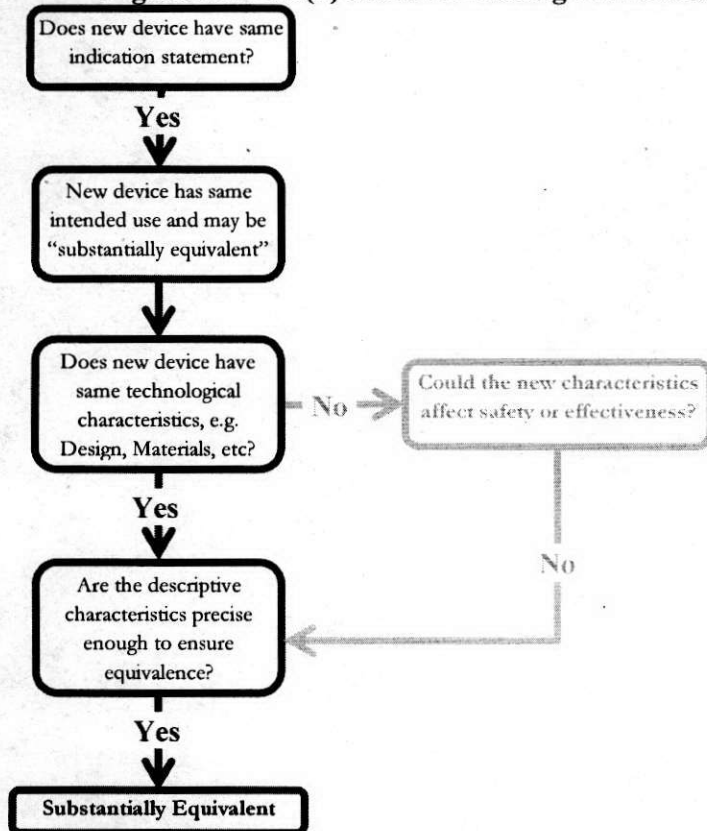 (
Does new device have same
indication statement?
Yes
New device has same
intended use and may be
“substantially equivalent”
Does new device have
same technological
characteristics, e.g.
Design, Materials, etc?
No
Could the new characteristics
affect safety or effectiveness?
Yes
No
Are the descriptive
characteristics precise
enough to ensure
equivalence?
Yes
Substantially Equivalent